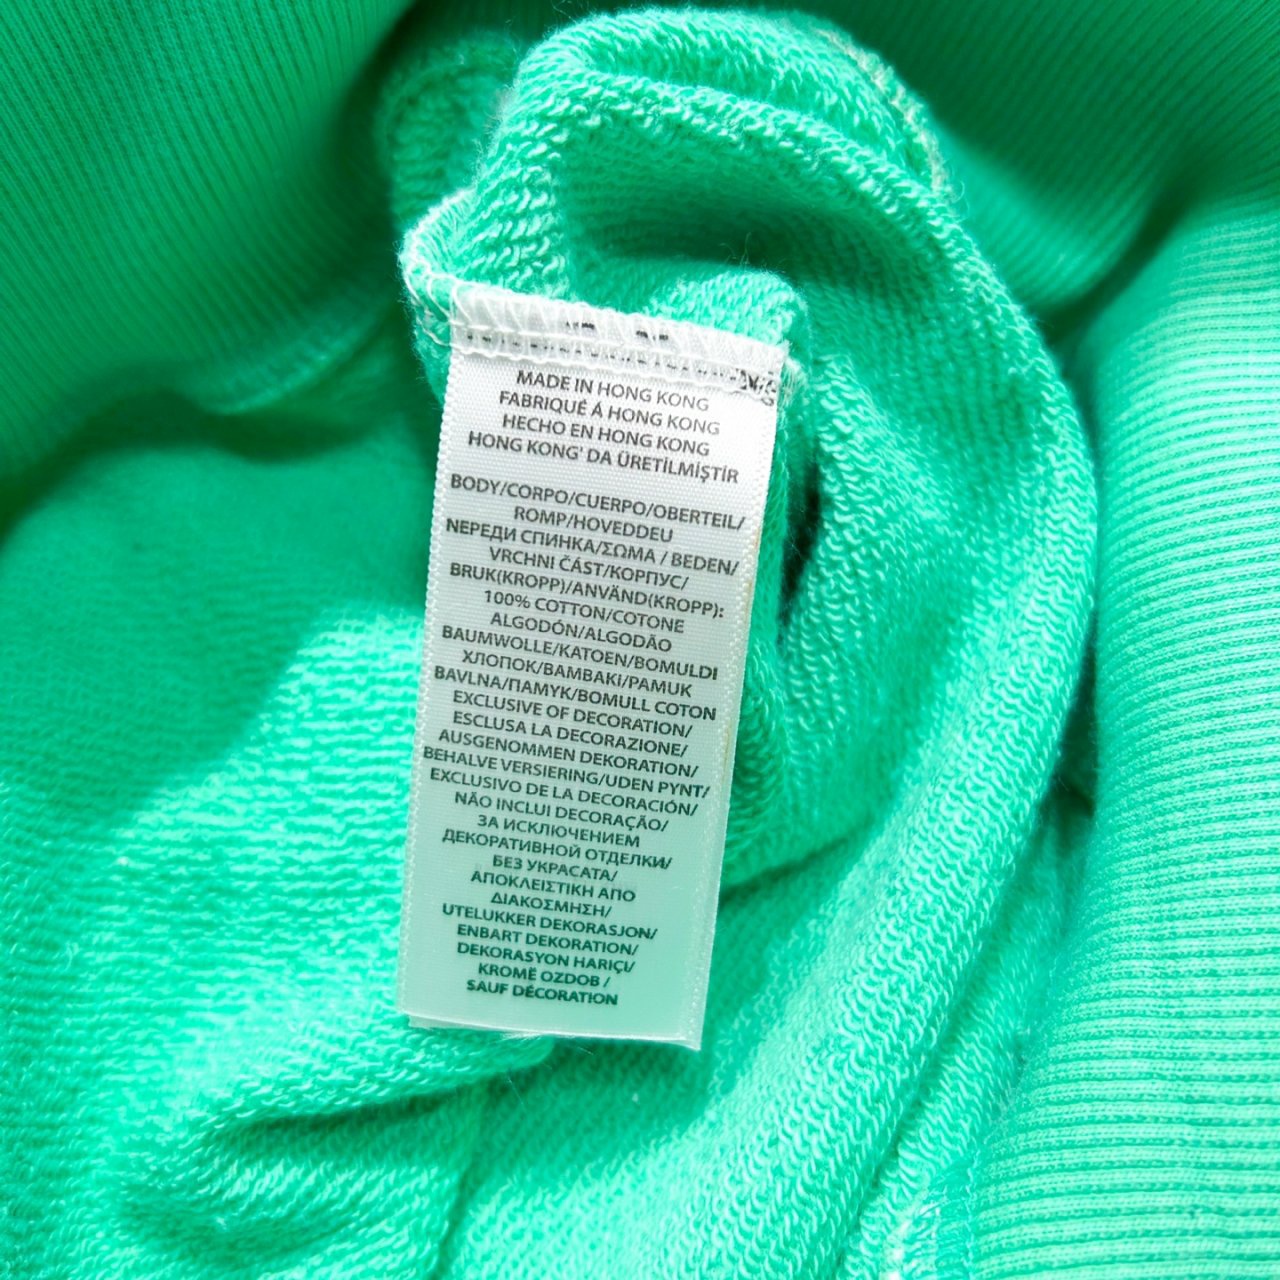 MADE IN HONG KONG
FABRIQUÉ Á HONG KONG
HECHO EN HONG KONG
HONG KONG' DA ÜRETİLMİŞTİR
BODY/CORPO/CUERPO/OBERTEIL/
ROMP/HOVEDDEU
NЕРЕДИ СПИНКА/ΣΩΜΑ / BEDEN/
VRCHNI ČÁST/КОРПУС/
BRUK(KROPP)/ANVÄND(KROPP):
100% COTTON/COTONE
ALGODÓN/ALGODÃO
BAUMWOLLE/KATOEN/BOMULDI
ХЛОПОК/BAMBAKI/PAMUK
BAVLNA/ПАМУК/BOMULL COTON
EXCLUSIVE OF DECORATION/
ESCLUSA LA DECORAZIONE/
AUSGENOMMEN DEKORATION/
BEHALVE VERSIERING/UDEN PYNT/
EXCLUSIVO DE LA DECORACIÓN/
NÃO INCLUI DECORAÇÃO/
ЗА ИСКЛЮЧЕНИЕМ
ДЕКОРАТИВНОЙ ОТДЕЛКИ/
БЕЗ УКРАСАТА/
ΑΠΟΚΛΕΙΣΤΙΚΗ ΑΠΟ
ΔΙΑΚΟΣΜΗΣΗ/
UTELUKKER DEKORASJON/
ENBART DEKORATION/
DEKORASYON HARIÇI/
KROMĚ OZDOB /
SAUF DÉCORATION